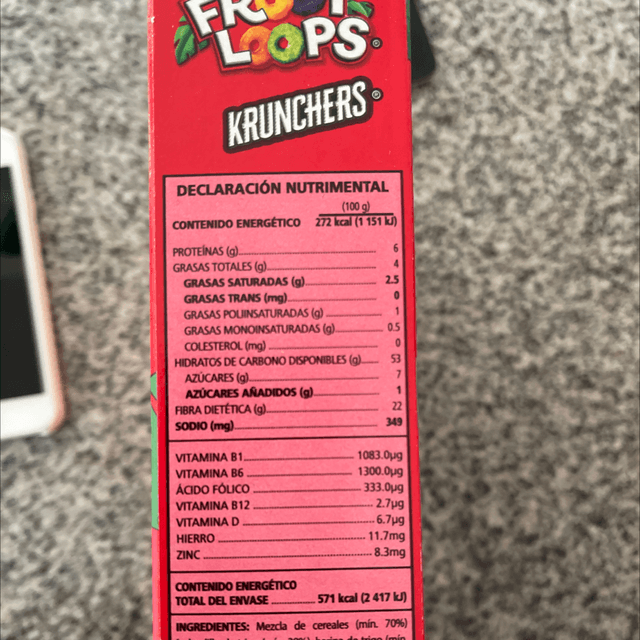 FROOT
LOOPS®
KRUNCHERS®
DECLARACIÓN NUTRIMENTAL
(100 g)
CONTENIDO ENERGÉTICO 272 kcal (1 151 kJ)
PROTEÍNAS (g) 6
GRASAS TOTALES (g) 4
GRASAS SATURADAS (g) 2.5
GRASAS TRANS (mg) 0
GRASAS POLIINSATURADAS (g) 1
GRASAS MONOINSATURADAS (g) 0.5
COLESTEROL (mg) 0
HIDRATOS DE CARBONO DISPONIBLES (g) 53
AZÚCARES (g) 7
AZÚCARES AÑADIDOS (g) 1
FIBRA DIETÉTICA (g) 22
SODIO (mg) 349
VITAMINA B1 1083.0µg
VITAMINA B6 1300.0µg
ÁCIDO FÓLICO 333.0µg
VITAMINA B12 2.7µg
VITAMINA D 6.7µg
HIERRO 11.7mg
ZINC 8.3mg
CONTENIDO ENERGÉTICO
TOTAL DEL ENVASE 571 kcal (2 417 kJ)
INGREDIENTES: Mezcla de cereales (mín. 70%)